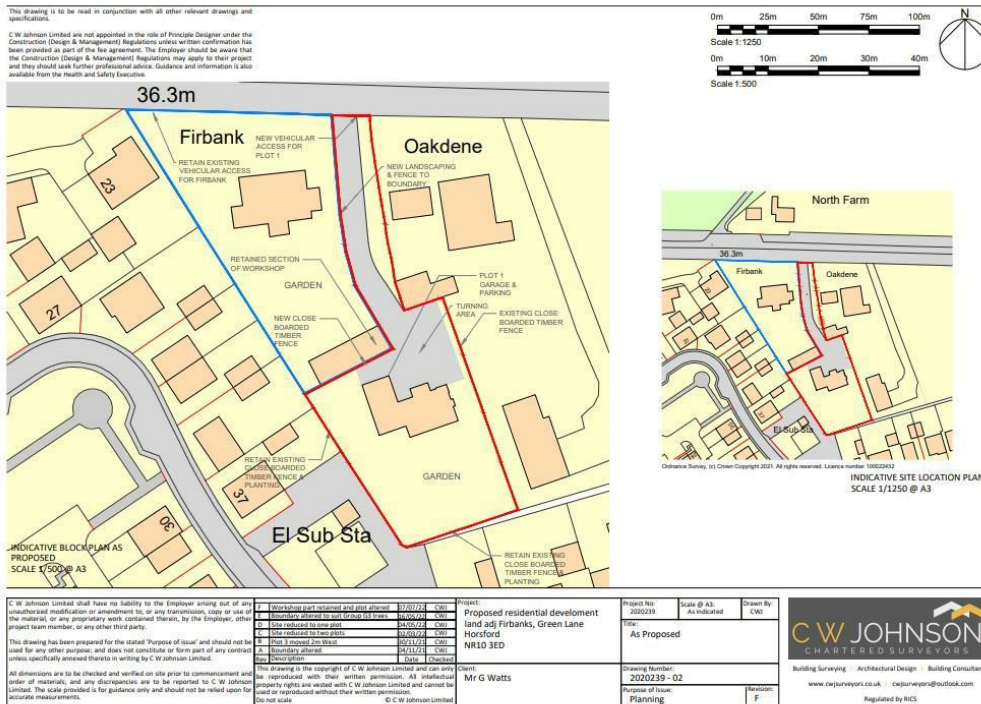 This drawing is to be read in conjunction with all other relevant drawings and
specifications.
C W Johnson Limited are not appointed in the role of Principle Designer under the
Construction (Design & Management) Regulations unless written confirmation has
been provided as part of the fee agreement. The Employer should be aware that
the Construction (Design & Management) Regulations may apply to their project
and they should seek further professional advice. Guidance and information is also
available from the Health and Safety Executive.
0m 25m 50m 75m 100m
Scale 1:1250
0m 10m 20m 30m 40m
Scale 1:500
N
36.3m
Firbank
Oakdene
NEW VEHICULAR
ACCESS FOR
PLOT 1
RETAIN EXISTING
VEHICULAR ACCESS
FOR FIRBANK
NEW LANDSCAPING
& FENCE TO
BOUNDARY
23
RETAINED SECTION
OF WORKSHOP
GARDEN
PLOT 1
GARAGE &
PARKING
TURNING
AREA
EXISTING CLOSE
BOARDED TIMBER
FENCE
27
NEW CLOSE
BOARDED
TIMBER
FENCE
RETAIN EXISTING
CLOSE BOARDED
TIMBER FENCE &
PLANTING
GARDEN
37
30
El Sub Sta
RETAIN EXISTING
CLOSE BOARDED
TIMBER FENCE &
PLANTING
INDICATIVE BLOCK PLAN AS
PROPOSED
SCALE 1/500 @ A3
North Farm
36.3m
Firbank
Oakdene
23
27
37
El Sub Sta
Ordnance Survey, (c) Crown Copyright 2021. All rights reserved. Licence number 100022432
INDICATIVE SITE LOCATION PLAN
SCALE 1/1250 @ A3
C W Johnson Limited shall have no liability to the Employer arising out of any
unauthorized modification or amendment to, or any transmission, copy or use of
the material, or any proprietary work contained therein, by the Employer, other
project team member, or any other third party.
This drawing has been prepared for the stated 'Purpose of issue' and should not be
used for any other purpose; and does not constitute or form part of any contract
unless specifically annexed thereto in writing by C W Johnson Limited.
All dimensions are to be checked and verified on site prior to commencement and
order of materials; and any discrepancies are to be reported to C W Johnson
Limited. The scale provided is for guidance only and should not be relied upon for
accurate measurements.
F Workshop part retained and plot altered 07/07/22 CWJ
E Boundary altered to suit Group G3 trees 16/05/22 CWJ
D Site reduced to one plot 04/05/22 CWJ
C Site reduced to two plots 02/03/22 CWJ
B Plot 3 moved 2m West 30/11/21 CWJ
A Boundary altered 04/11/21 CWJ
Rev Description Date Checked
This drawing is the copyright of C W Johnson Limited and can only
be reproduced with their written permission. All intellectual
property rights are vested with C W Johnson Limited and cannot be
used or reproduced without their written permission.
Do not scale © C W Johnson Limited
Project:
Proposed residential develoment
land adj Firbanks, Green Lane
Horsford
NR10 3ED
Client:
Mr G Watts
Project No:
2020239
Scale @ A3:
As indicated
Drawn By:
CWJ
Title:
As Proposed
Drawing Number:
2020239 - 02
Purpose of Issue:
Planning
Revision:
F
C W JOHNSON
CHARTERED SURVEYORS
Building Surveying Architectural Design Building Consultan
www.cwjsurveyors.co.uk cwjsurveyors@outlook.com
Regulated by RICS